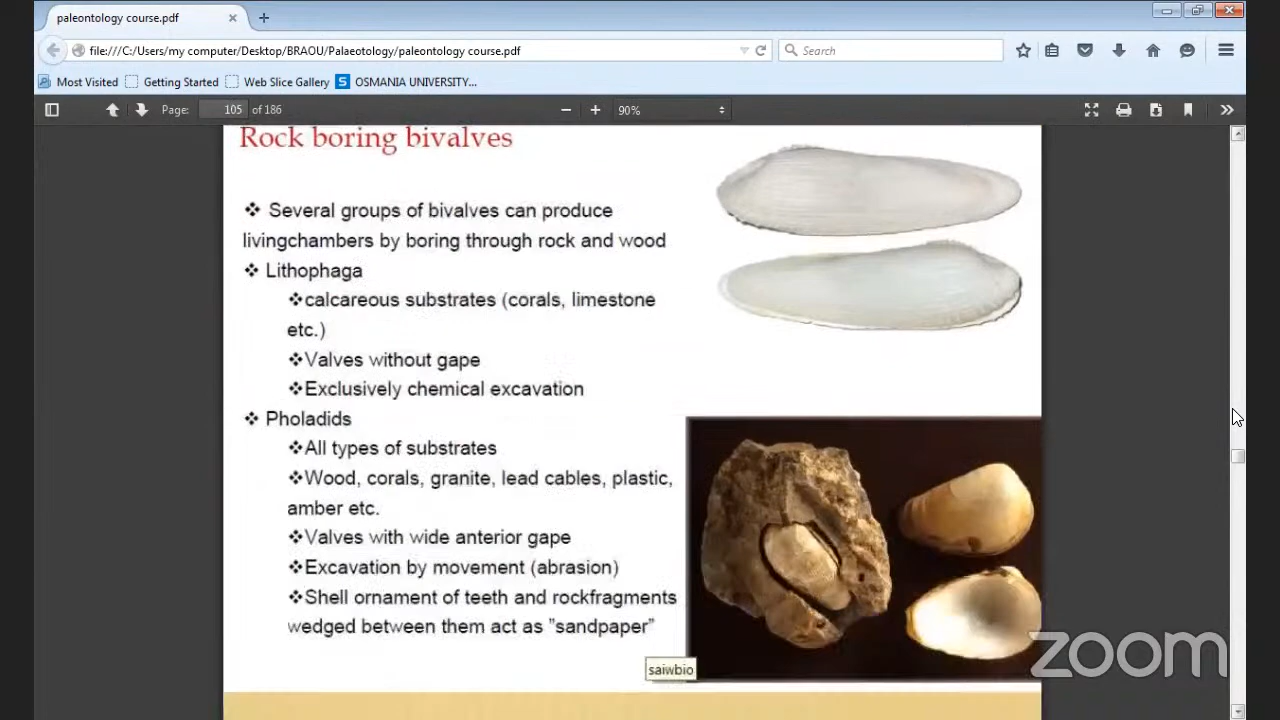 paleontology course.pdf
file:///C:/Users/my computer/Desktop/BRAOU/Palaeotology/paleontology course.pdf
Search
Most Visited
Getting Started
Web Slice Gallery
S
OSMANIA UNIVERSITY...
Page:
105
of 186
90%
Rock boring bivalves
❖ Several groups of bivalves can produce
livingchambers by boring through rock and wood
❖ Lithophaga
❖calcareous substrates (corals, limestone
etc.)
❖Valves without gape
❖Exclusively chemical excavation
❖ Pholadids
❖All types of substrates
❖Wood, corals, granite, lead cables, plastic,
amber etc.
❖Valves with wide anterior gape
❖Excavation by movement (abrasion)
❖Shell ornament of teeth and rockfragments
wedged between them act as ”sandpaper”
saiwbio
zoom